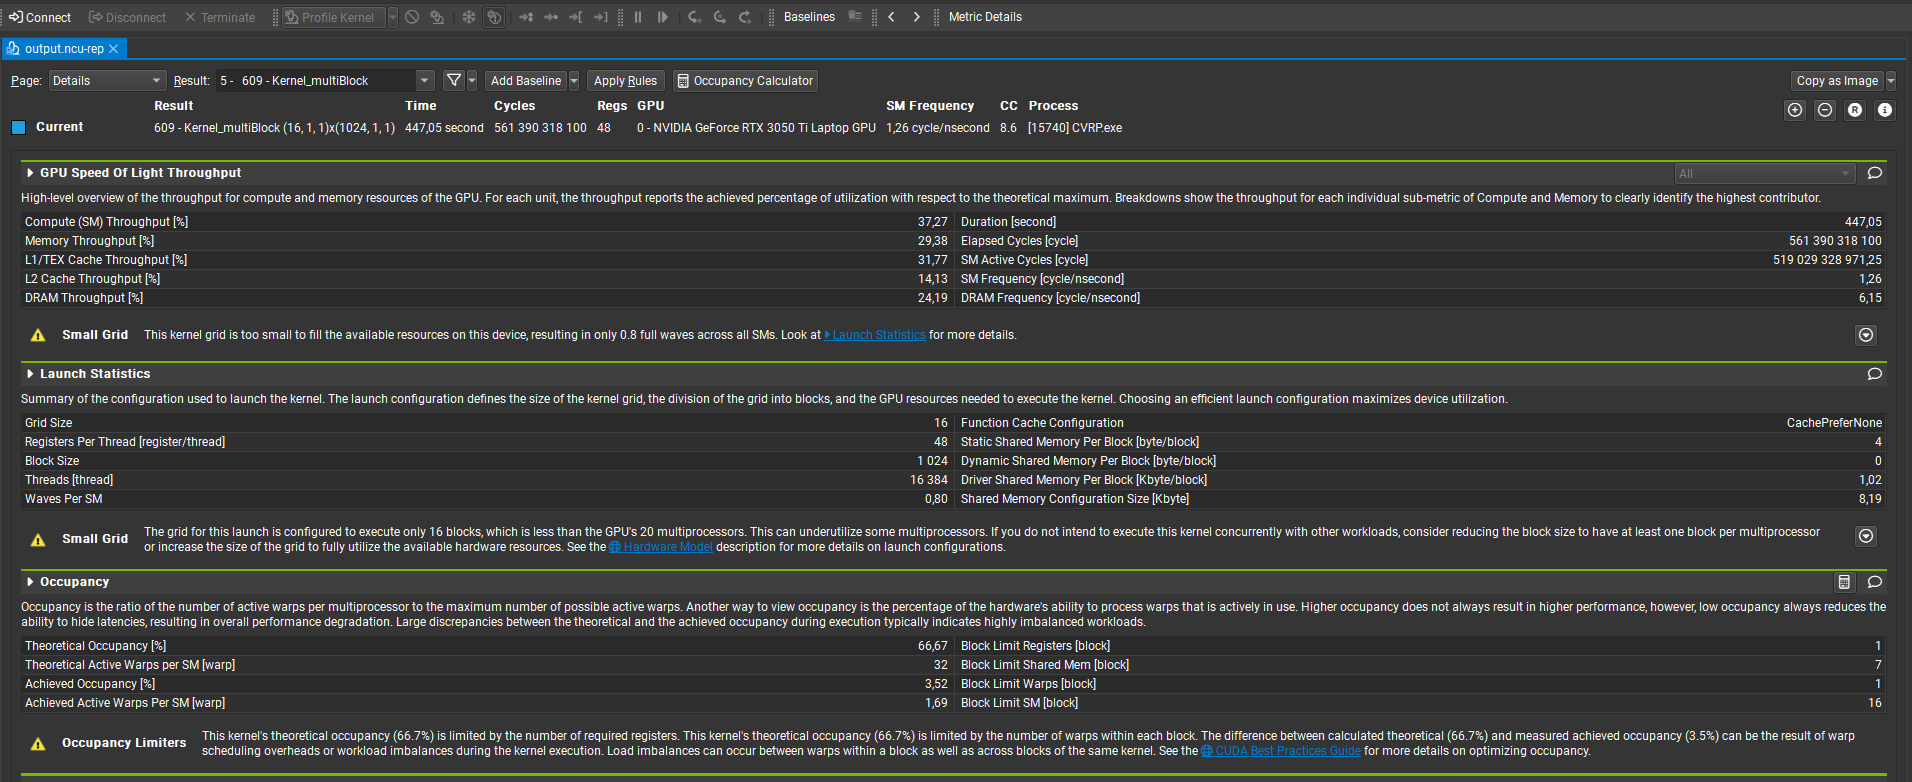 Connect Disconnect Terminate Profile Kernel Baselines Metric Details
output.ncu-rep
Page: Details Result: 5 - 609 - Kernel_multiBlock Add Baseline Apply Rules Occupancy Calculator Copy as Image
Result Time Cycles Regs GPU SM Frequency CC Process
Current 609 - Kernel_multiBlock (16, 1, 1)x(1024, 1, 1) 447,05 second 561 390 318 100 48 0 - NVIDIA GeForce RTX 3050 Ti Laptop GPU 1,26 cycle/nsecond 8.6 [15740] CVRP.exe
GPU Speed Of Light Throughput All
High-level overview of the throughput for compute and memory resources of the GPU. For each unit, the throughput reports the achieved percentage of utilization with respect to the theoretical maximum. Breakdowns show the throughput for each individual sub-metric of Compute and Memory to clearly identify the highest contributor.
Compute (SM) Throughput [%] 37,27 Duration [second] 447,05
Memory Throughput [%] 29,38 Elapsed Cycles [cycle] 561 390 318 100
L1/TEX Cache Throughput [%] 31,77 SM Active Cycles [cycle] 519 029 328 971,25
L2 Cache Throughput [%] 14,13 SM Frequency [cycle/nsecond] 1,26
DRAM Throughput [%] 24,19 DRAM Frequency [cycle/nsecond] 6,15
Small Grid This kernel grid is too small to fill the available resources on this device, resulting in only 0.8 full waves across all SMs. Look at Launch Statistics for more details.
Launch Statistics
Summary of the configuration used to launch the kernel. The launch configuration defines the size of the kernel grid, the division of the grid into blocks, and the GPU resources needed to execute the kernel. Choosing an efficient launch configuration maximizes device utilization.
Grid Size 16 Function Cache Configuration CachePreferNone
Registers Per Thread [register/thread] 48 Static Shared Memory Per Block [byte/block] 4
Block Size 1 024 Dynamic Shared Memory Per Block [byte/block] 0
Threads [thread] 16 384 Driver Shared Memory Per Block [Kbyte/block] 1,02
Waves Per SM 0,80 Shared Memory Configuration Size [Kbyte] 8,19
Small Grid The grid for this launch is configured to execute only 16 blocks, which is less than the GPU's 20 multiprocessors. This can underutilize some multiprocessors. If you do not intend to execute this kernel concurrently with other workloads, consider reducing the block size to have at least one block per multiprocessor
or increase the size of the grid to fully utilize the available hardware resources. See the Hardware Model description for more details on launch configurations.
Occupancy
Occupancy is the ratio of the number of active warps per multiprocessor to the maximum number of possible active warps. Another way to view occupancy is the percentage of the hardware's ability to process warps that is actively in use. Higher occupancy does not always result in higher performance, however, low occupancy always reduces the
ability to hide latencies, resulting in overall performance degradation. Large discrepancies between the theoretical and the achieved occupancy during execution typically indicates highly imbalanced workloads.
Theoretical Occupancy [%] 66,67 Block Limit Registers [block] 1
Theoretical Active Warps per SM [warp] 32 Block Limit Shared Mem [block] 7
Achieved Occupancy [%] 3,52 Block Limit Warps [block] 1
Achieved Active Warps Per SM [warp] 1,69 Block Limit SM [block] 16
Occupancy Limiters This kernel's theoretical occupancy (66.7%) is limited by the number of required registers. This kernel's theoretical occupancy (66.7%) is limited by the number of warps within each block. The difference between calculated theoretical (66.7%) and measured achieved occupancy (3.5%) can be the result of warp
scheduling overheads or workload imbalances during the kernel execution. Load imbalances can occur between warps within a block as well as across blocks of the same kernel. See the CUDA Best Practices Guide for more details on optimizing occupancy.